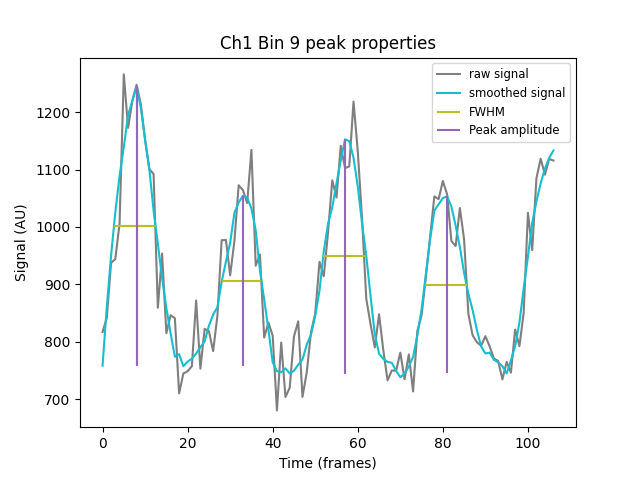 Ch1 Bin 9 peak properties
raw signal
smoothed signal
FWHM
Peak amplitude
Signal (AU)
1200
1100
1000
900
800
700
0 20 40 60 80 100
Time (frames)